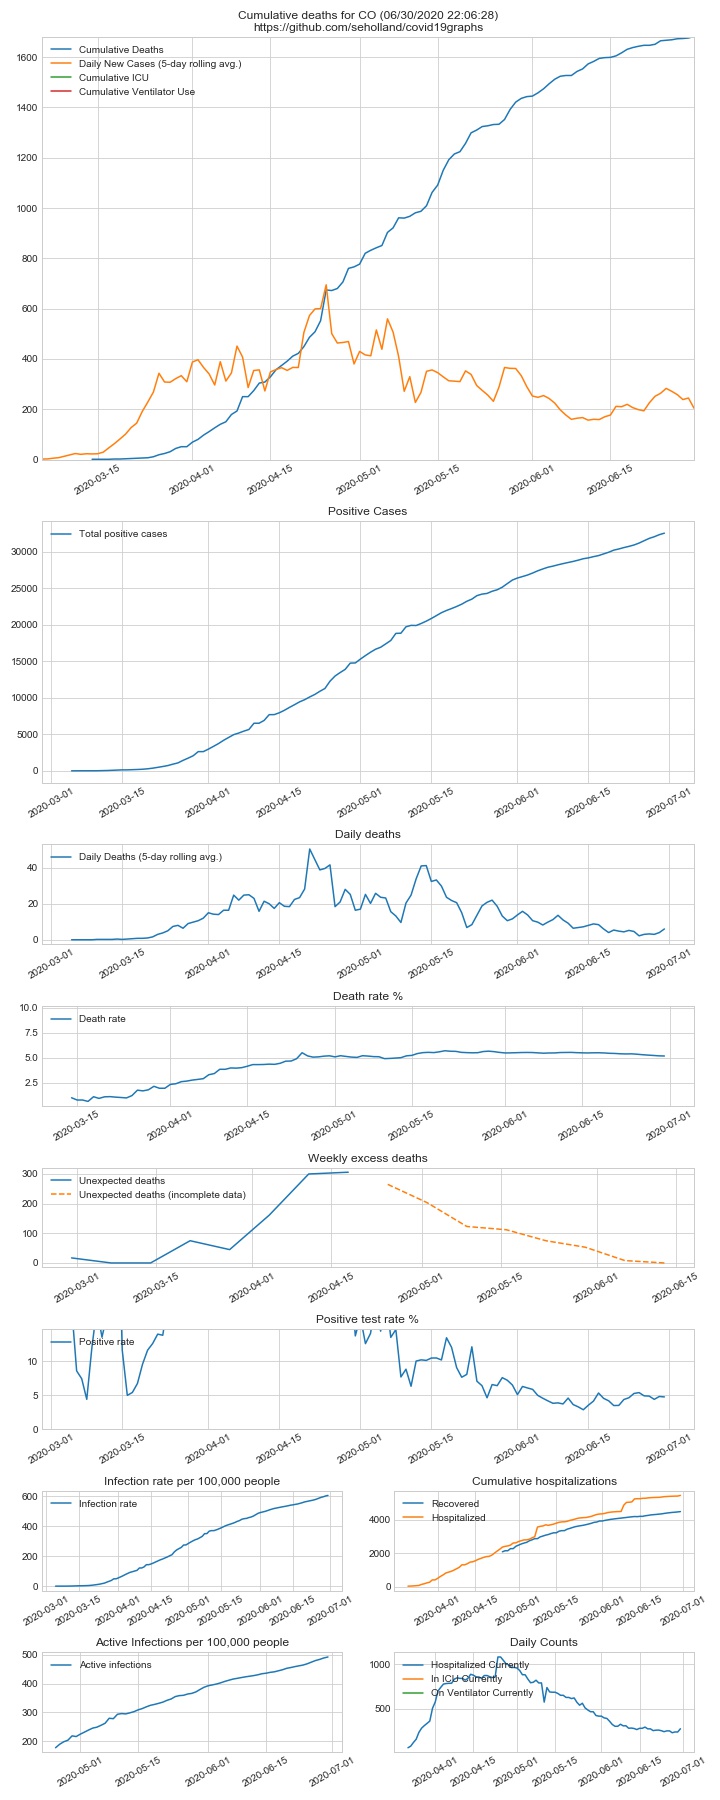 Cumulative deaths for CO (06/30/2020 22:06:28)
https://github.com/seholland/covid19graphs
Cumulative Deaths
Daily New Cases (5-day rolling avg.)
Cumulative ICU
Cumulative Ventilator Use
1600
1400
1200
1000
800
600
400
200
0
2020-03-15 2020-04-01 2020-04-15 2020-05-01 2020-05-15 2020-06-01 2020-06-15
Positive Cases
Total positive cases
30000
25000
20000
15000
10000
5000
0
2020-03-01 2020-03-15 2020-04-01 2020-04-15 2020-05-01 2020-05-15 2020-06-01 2020-06-15 2020-07-01
Daily deaths
Daily Deaths (5-day rolling avg.)
40
20
0
2020-03-01 2020-03-15 2020-04-01 2020-04-15 2020-05-01 2020-05-15 2020-06-01 2020-06-15 2020-07-01
Death rate %
10.0
Death rate
7.5
5.0
2.5
2020-03-15 2020-04-01 2020-04-15 2020-05-01 2020-05-15 2020-06-01 2020-06-15 2020-07-01
Weekly excess deaths
300
Unexpected deaths
Unexpected deaths (incomplete data)
200
100
0
2020-03-01 2020-03-15 2020-04-01 2020-04-15 2020-05-01 2020-05-15 2020-06-01 2020-06-15
Positive test rate %
Positive rate
10
5
0
2020-03-01 2020-03-15 2020-04-01 2020-04-15 2020-05-01 2020-05-15 2020-06-01 2020-06-15 2020-07-01
Infection rate per 100,000 people
600
Infection rate
400
200
0
2020-03-01 2020-03-15 2020-04-01 2020-04-15 2020-05-01 2020-05-15 2020-06-01 2020-06-15 2020-07-01
Cumulative hospitalizations
Recovered
Hospitalized
4000
2000
0
2020-04-01 2020-04-15 2020-05-01 2020-05-15 2020-06-01 2020-06-15 2020-07-01
Active Infections per 100,000 people
500
Active infections
400
300
200
2020-05-01 2020-05-15 2020-06-01 2020-06-15 2020-07-01
Daily Counts
1000
Hospitalized Currently
In ICU Currently
On Ventilator Currently
500
2020-04-01 2020-04-15 2020-05-01 2020-05-15 2020-06-01 2020-06-15 2020-07-01